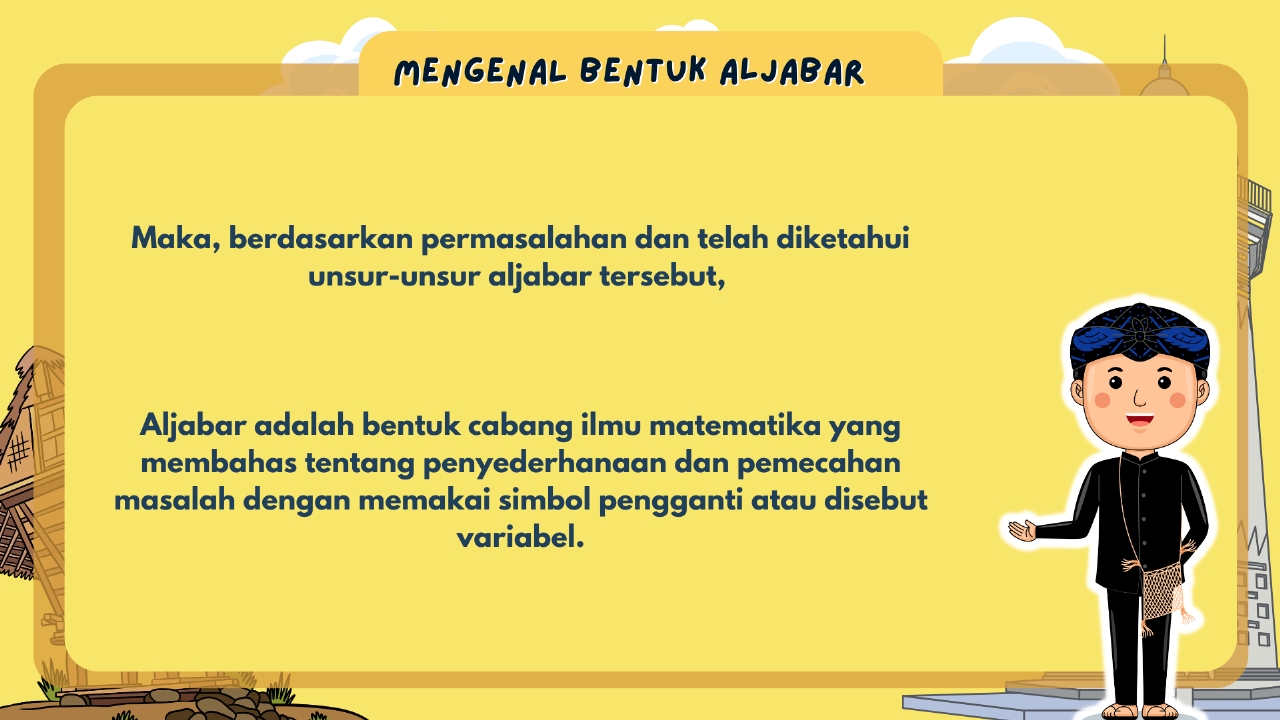 MENGENAL BENTUK ALJABAR
Maka, berdasarkan permasalahan dan telah diketahui
unsur-unsur aljabar tersebut,
Aljabar adalah bentuk cabang ilmu matematika yang
membahas tentang penyederhanaan dan pemecahan
masalah dengan memakai simbol pengganti atau disebut
variabel.